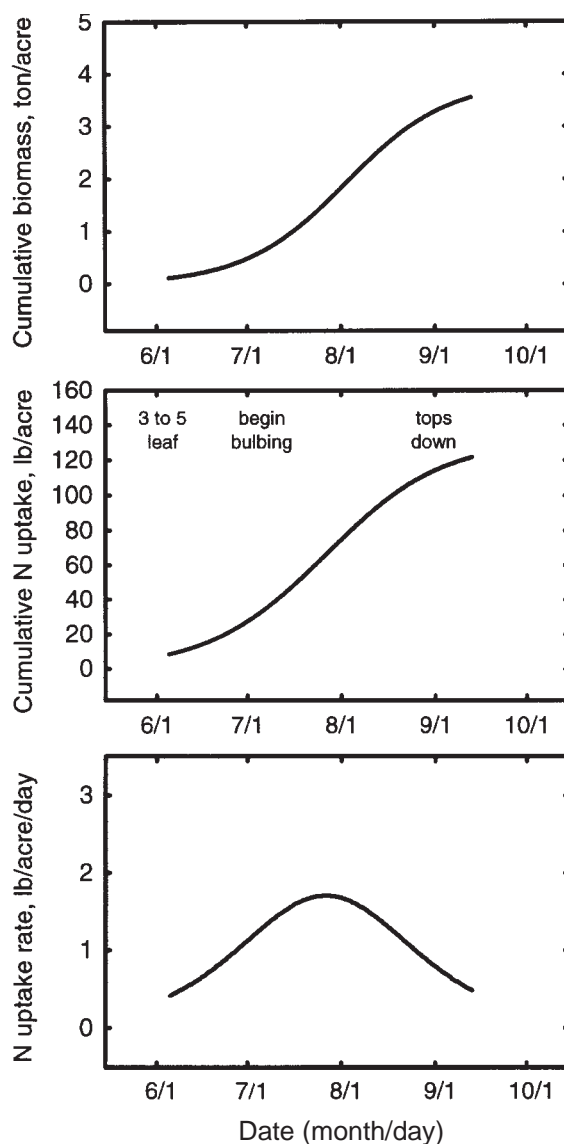 Cumulative biomass, ton/acre
5
4
3
2
1
0
6/1 7/1 8/1 9/1 10/1
Cumulative N uptake, lb/acre
160
140
120
100
80
60
40
20
0
3 to 5
leaf
begin
bulbing
tops
down
6/1 7/1 8/1 9/1 10/1
N uptake rate, lb/acre/day
3
2
1
0
6/1 7/1 8/1 9/1 10/1
Date (month/day)